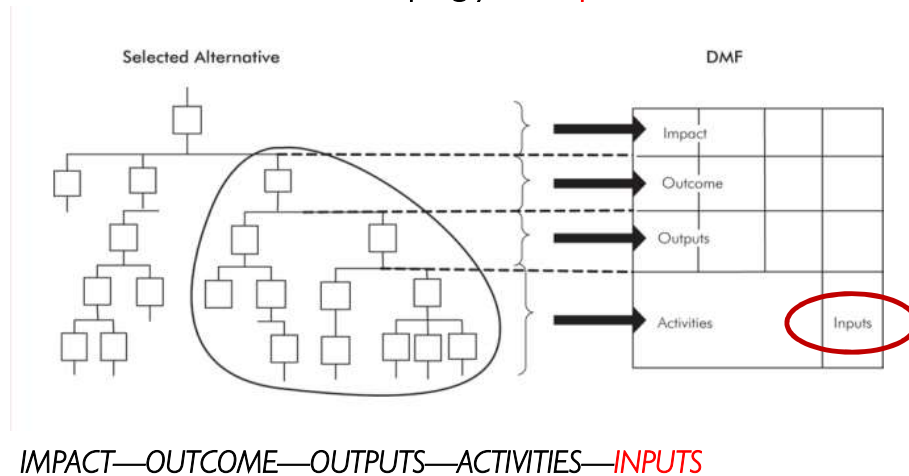 Selected Alternative
DMF
Impact
Outcome
Outputs
Activities
Inputs
IMPACT—OUTCOME—OUTPUTS—ACTIVITIES—INPUTS